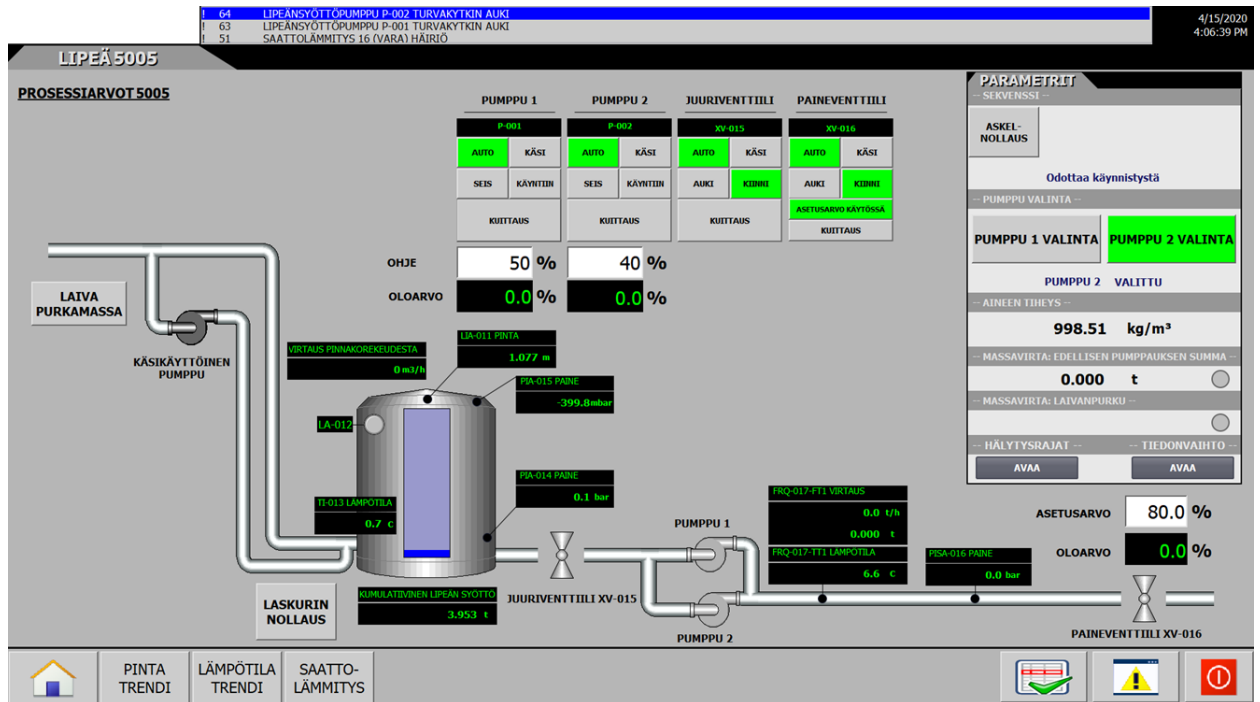 ! 64 LIPEÄNSYÖTTÖPUMPPU P-002 TURVAKYTKIN AUKI
! 63 LIPEÄNSYÖTTÖPUMPPU P-001 TURVAKYTKIN AUKI
! 51 SAATTOLÄMMITYS 16 (VARA) HÄIRIÖ
4/15/2020
4:06:39 PM
LIPEÄ 5005
PROSESSIARVOT 5005
PUMPPU 1 PUMPPU 2 JUURIVENTTIILI PAINEVENTTIILI
P-001 P-002 XV-015 XV-016
AUTO KÄSI AUTO KÄSI AUTO KÄSI AUTO KÄSI
SEIS KÄYNTIIN SEIS KÄYNTIIN AUKI KIINNI AUKI KIINNI
ASETUSARVO KÄYTÖSSÄ
KUITTAUS KUITTAUS KUITTAUS KUITTAUS
OHJE 50 % 40 %
OLOARVO 0.0 % 0.0 %
LAIVA
PURKAMASSA
KÄSIKÄYTTÖINEN
PUMPPU
VIRTAUS PINNAKOREKEUDESTA
0 m3/h
LIA-011 PINTA
1.077 m
PIA-015 PAINE
-399.8mbar
LA-012
PIA-014 PAINE
0.1 bar
TI-013 LÄMPÖTILA
0.7 C
KUMULATIIVINEN LIPEÄN SYÖTTÖ
3.953 t
LASKURIN
NOLLAUS
JUURIVENTTIILI XV-015
PUMPPU 1
PUMPPU 2
FRQ-017-FT1 VIRTAUS
0.0 t/h
0.000 t
FRQ-017-TT1 LÄMPÖTILA
6.6 C
PISA-016 PAINE
0.0 bar
PARAMETRIT
-- SEKVENSSI --
ASKEL-
NOLLAUS
Odottaa käynnistystä
-- PUMPPU VALINTA --
PUMPPU 1 VALINTA PUMPPU 2 VALINTA
PUMPPU 2 VALITTU
-- AINEEN TIHEYS --
998.51 kg/m³
-- MASSAVIRTA: EDELLISEN PUMPPAUKSEN SUMMA --
0.000 t
-- MASSAVIRTA: LAIVANPURKU --
-- HÄLYTYSRAJAT -- -- TIEDONVAIHTO --
AVAA AVAA
ASETUSARVO 80.0 %
OLOARVO 0.0 %
PAINEVENTTIILI XV-016
PINTA
TRENDI
LÄMPÖTILA
TRENDI
SAATTO-
LÄMMITYS